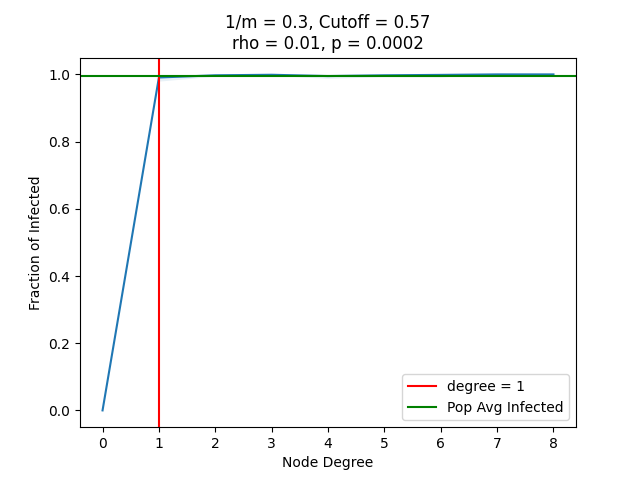 1/m = 0.3, Cutoff = 0.57
rho = 0.01, p = 0.0002
1.0
0.8
0.6
0.4
0.2
0.0
Fraction of Infected
degree = 1
Pop Avg Infected
0 1 2 3 4 5 6 7 8
Node Degree